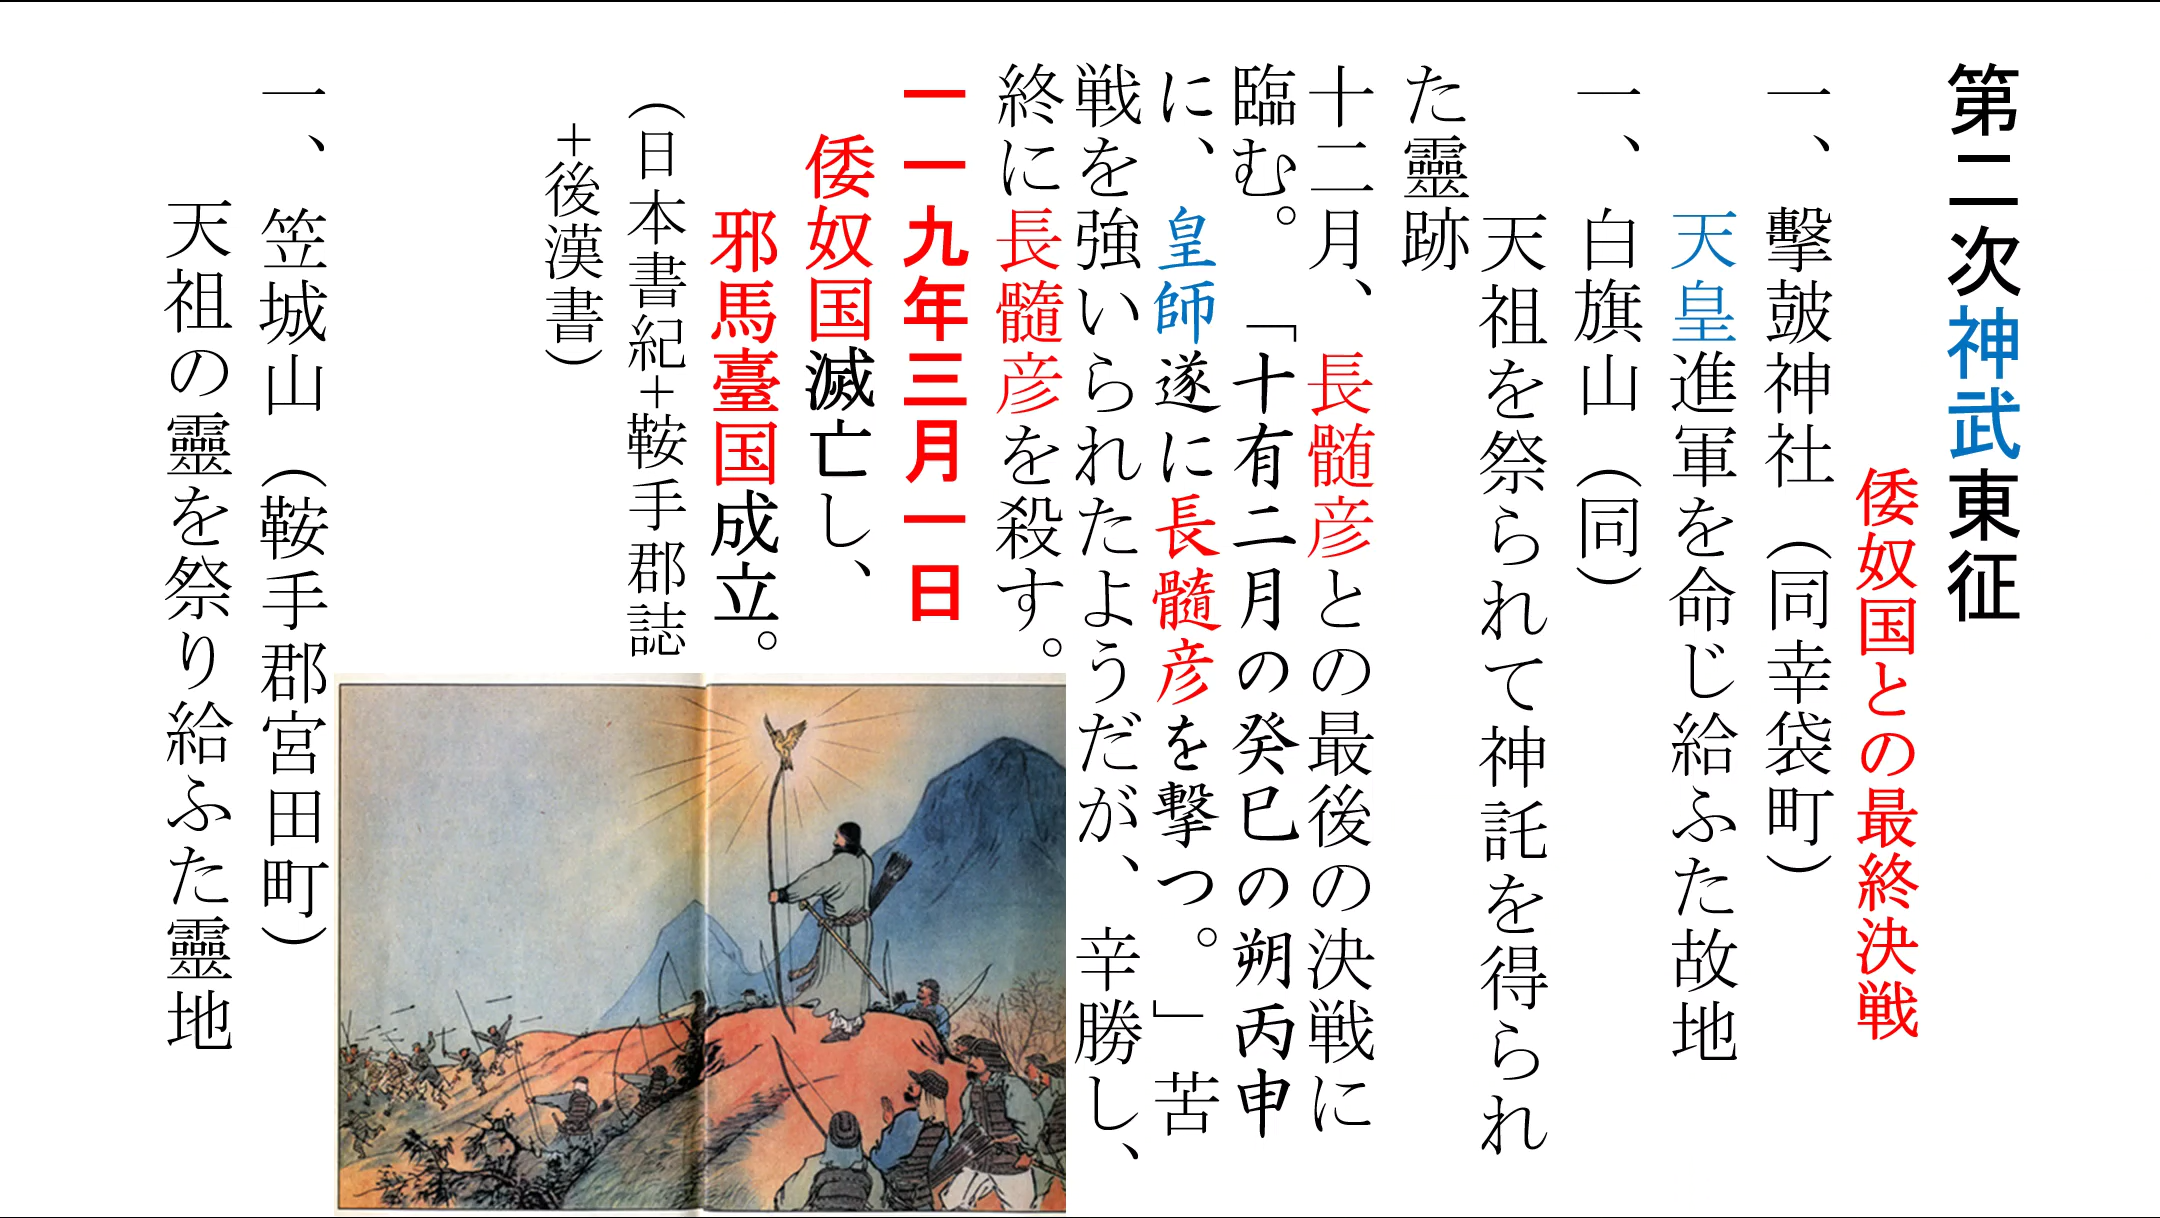 第二次神武東征
倭奴国との最終決戦
一、撃皷神社（同幸袋町）
天皇進軍を命じ給ふた故地
一、白旗山（同）
天祖を祭られて神託を得られ
た靈跡
十二月、長髄彦との最後の決戦に
臨む。「十有二月の癸巳の朔丙申
に、皇師遂に長髓彦を撃つ。」苦
戦を強いられたようだが、辛勝し、
終に長髓彦を殺す。
一一九年三月一日
倭奴国滅亡し、
邪馬臺国成立。
（日本書紀＋鞍手郡誌
＋後漢書）
一、笠城山（鞍手郡宮田町）
天祖の靈を祭り給ふた靈地